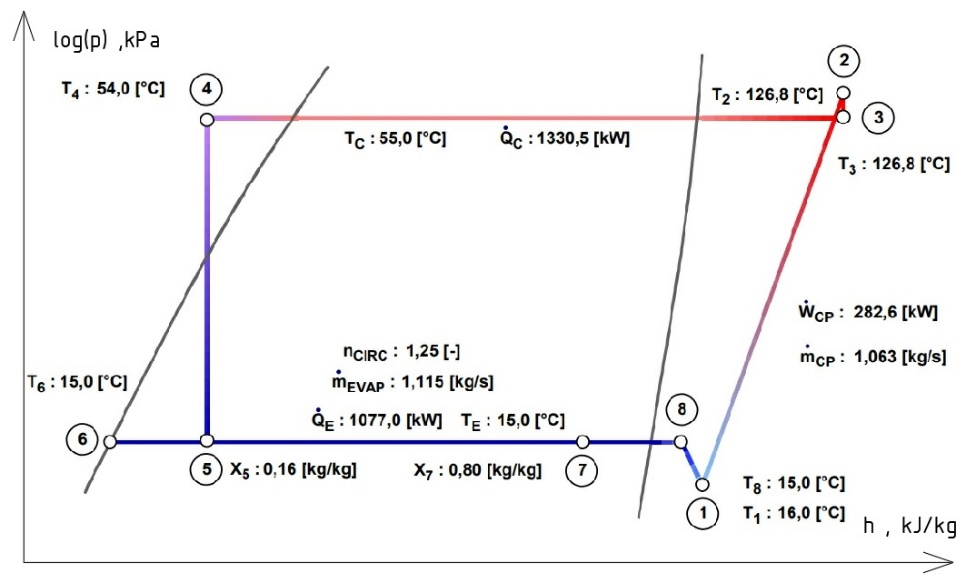 log(p) ,kPa
2
T4 : 54,0 [°C]
4
T2 : 126,8 [°C]
3
TC : 55,0 [°C]
Q̇C : 1330,5 [kW]
T3 : 126,8 [°C]
ẆCP : 282,6 [kW]
nCIRC : 1,25 [-]
ṁCP : 1,063 [kg/s]
T6 : 15,0 [°C]
ṁEVAP : 1,115 [kg/s]
8
Q̇E : 1077,0 [kW]
TE : 15,0 [°C]
6
5
X5 : 0,16 [kg/kg]
X7 : 0,80 [kg/kg]
7
T8 : 15,0 [°C]
1
T1 : 16,0 [°C]
h , kJ/kg